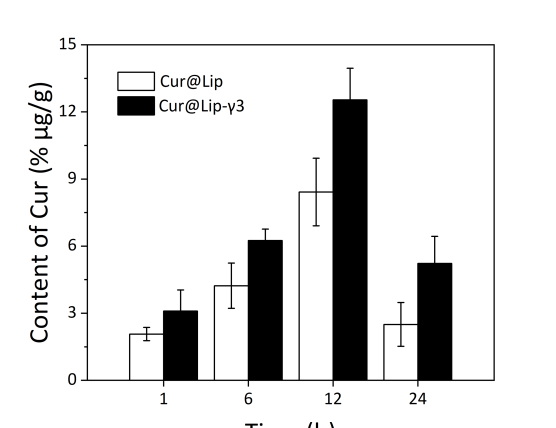 Content of Cur (% µg/g)
15
12
9
6
3
0
Cur@Lip
Cur@Lip-γ3
1 6 12 24
Time (h)